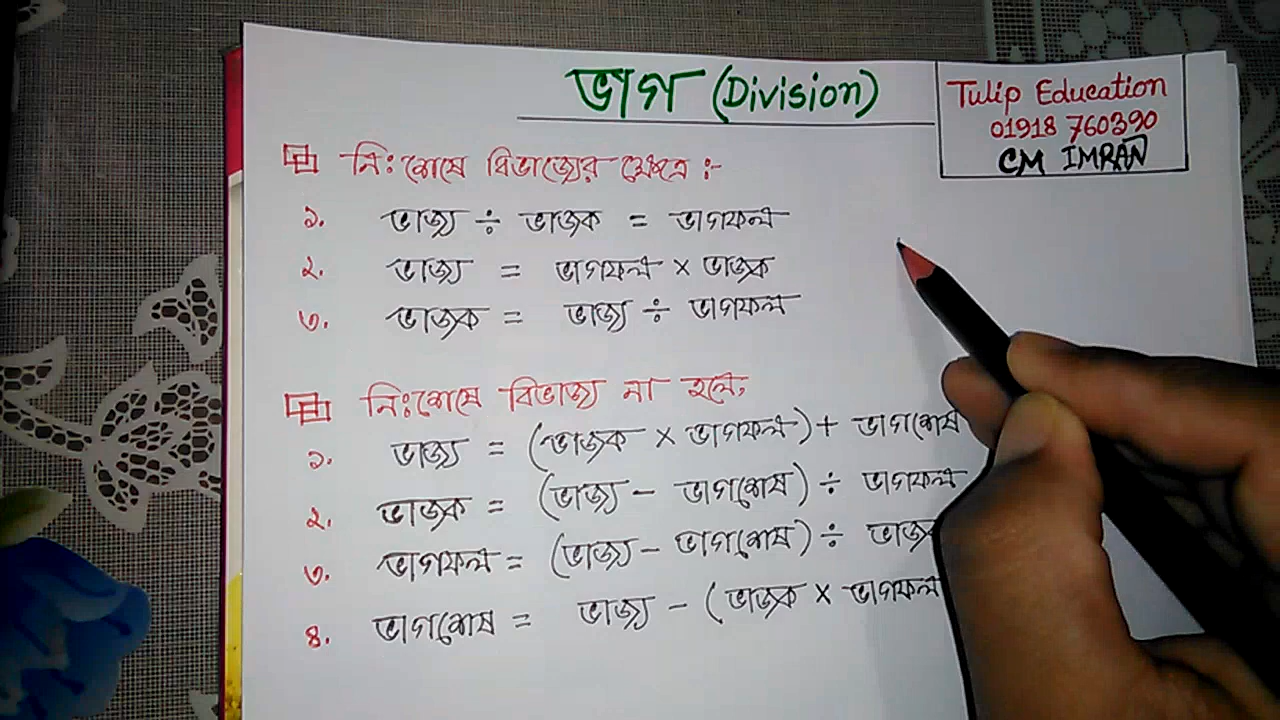 ভাগ (Division)
Tulip Education
01918 760390
CM IMRAN
নিঃশেষে বিভাজ্যের ক্ষেত্রে :-
১. ভাজ্য ÷ ভাজক = ভাগফল
২. ভাজ্য = ভাগফল × ভাজক
৩. ভাজক = ভাজ্য ÷ ভাগফল
নিঃশেষে বিভাজ্য না হলে,
১. ভাজ্য = (ভাজক × ভাগফল) + ভাগশেষ
২. ভাজক = (ভাজ্য - ভাগশেষ) ÷ ভাগফল
৩. ভাগফল = (ভাজ্য - ভাগশেষ) ÷ ভাজক
৪. ভাগশেষ = ভাজ্য - (ভাজক × ভাগফল